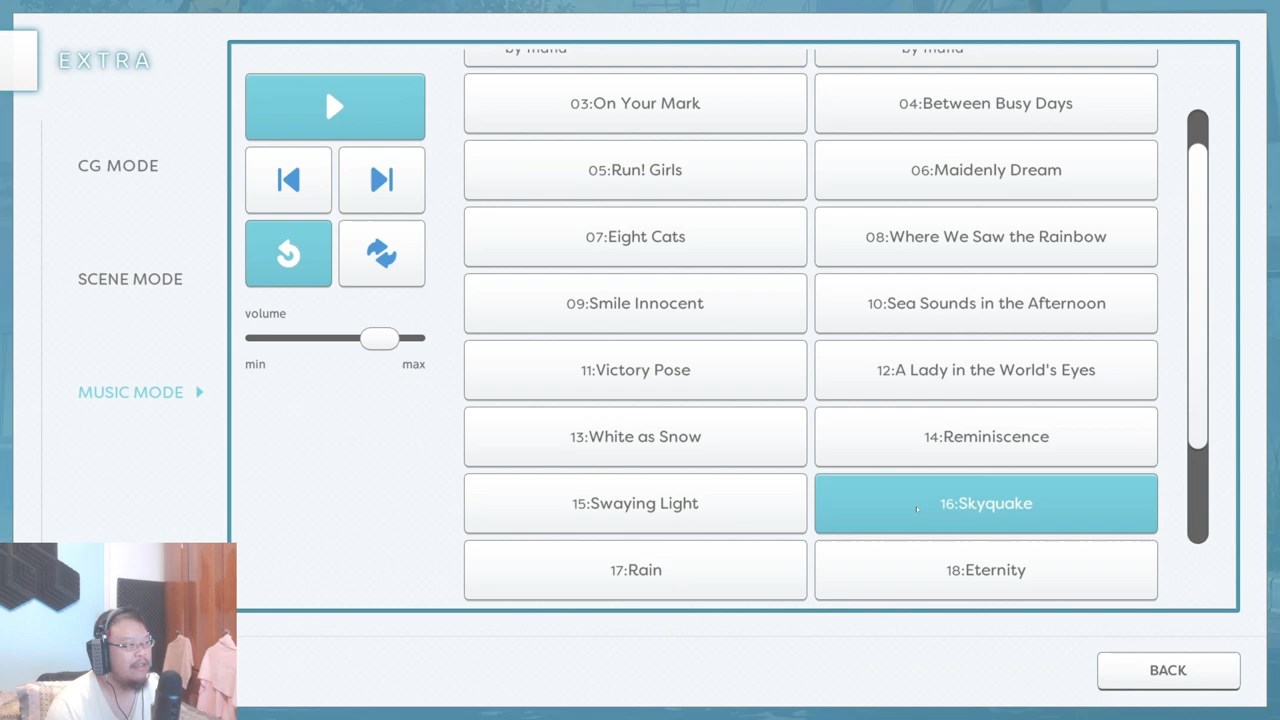 EXTRA
CG MODE
SCENE MODE
MUSIC MODE
volume
min max
03:On Your Mark
04:Between Busy Days
05:Run! Girls
06:Maidenly Dream
07:Eight Cats
08:Where We Saw the Rainbow
09:Smile Innocent
10:Sea Sounds in the Afternoon
11:Victory Pose
12:A Lady in the World's Eyes
13:White as Snow
14:Reminiscence
15:Swaying Light
16:Skyquake
17:Rain
18:Eternity
BACK